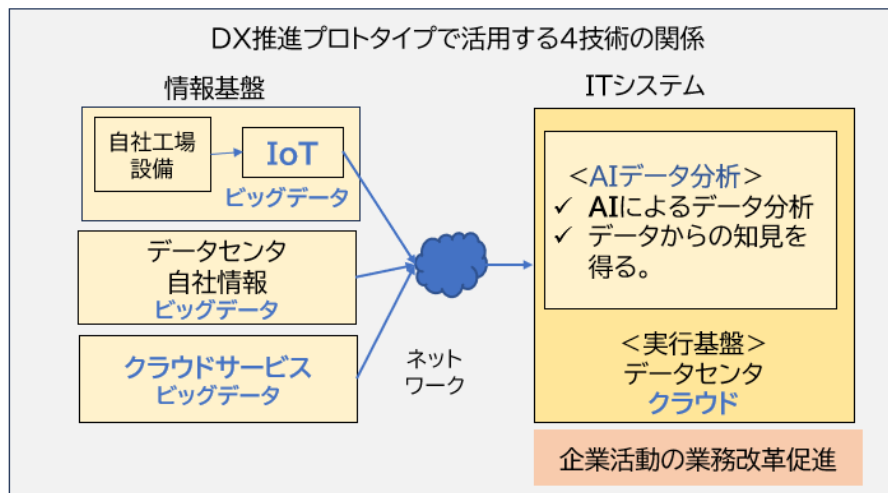 DX推進プロトタイプで活用する4技術の関係
情報基盤
自社工場
設備
IoT
ビッグデータ
データセンタ
自社情報
ビッグデータ
クラウドサービス
ビッグデータ
ネット
ワーク
ITシステム
<AIデータ分析>
✓ AIによるデータ分析
✓ データからの知見を
得る。
<実行基盤>
データセンタ
クラウド
企業活動の業務改革促進